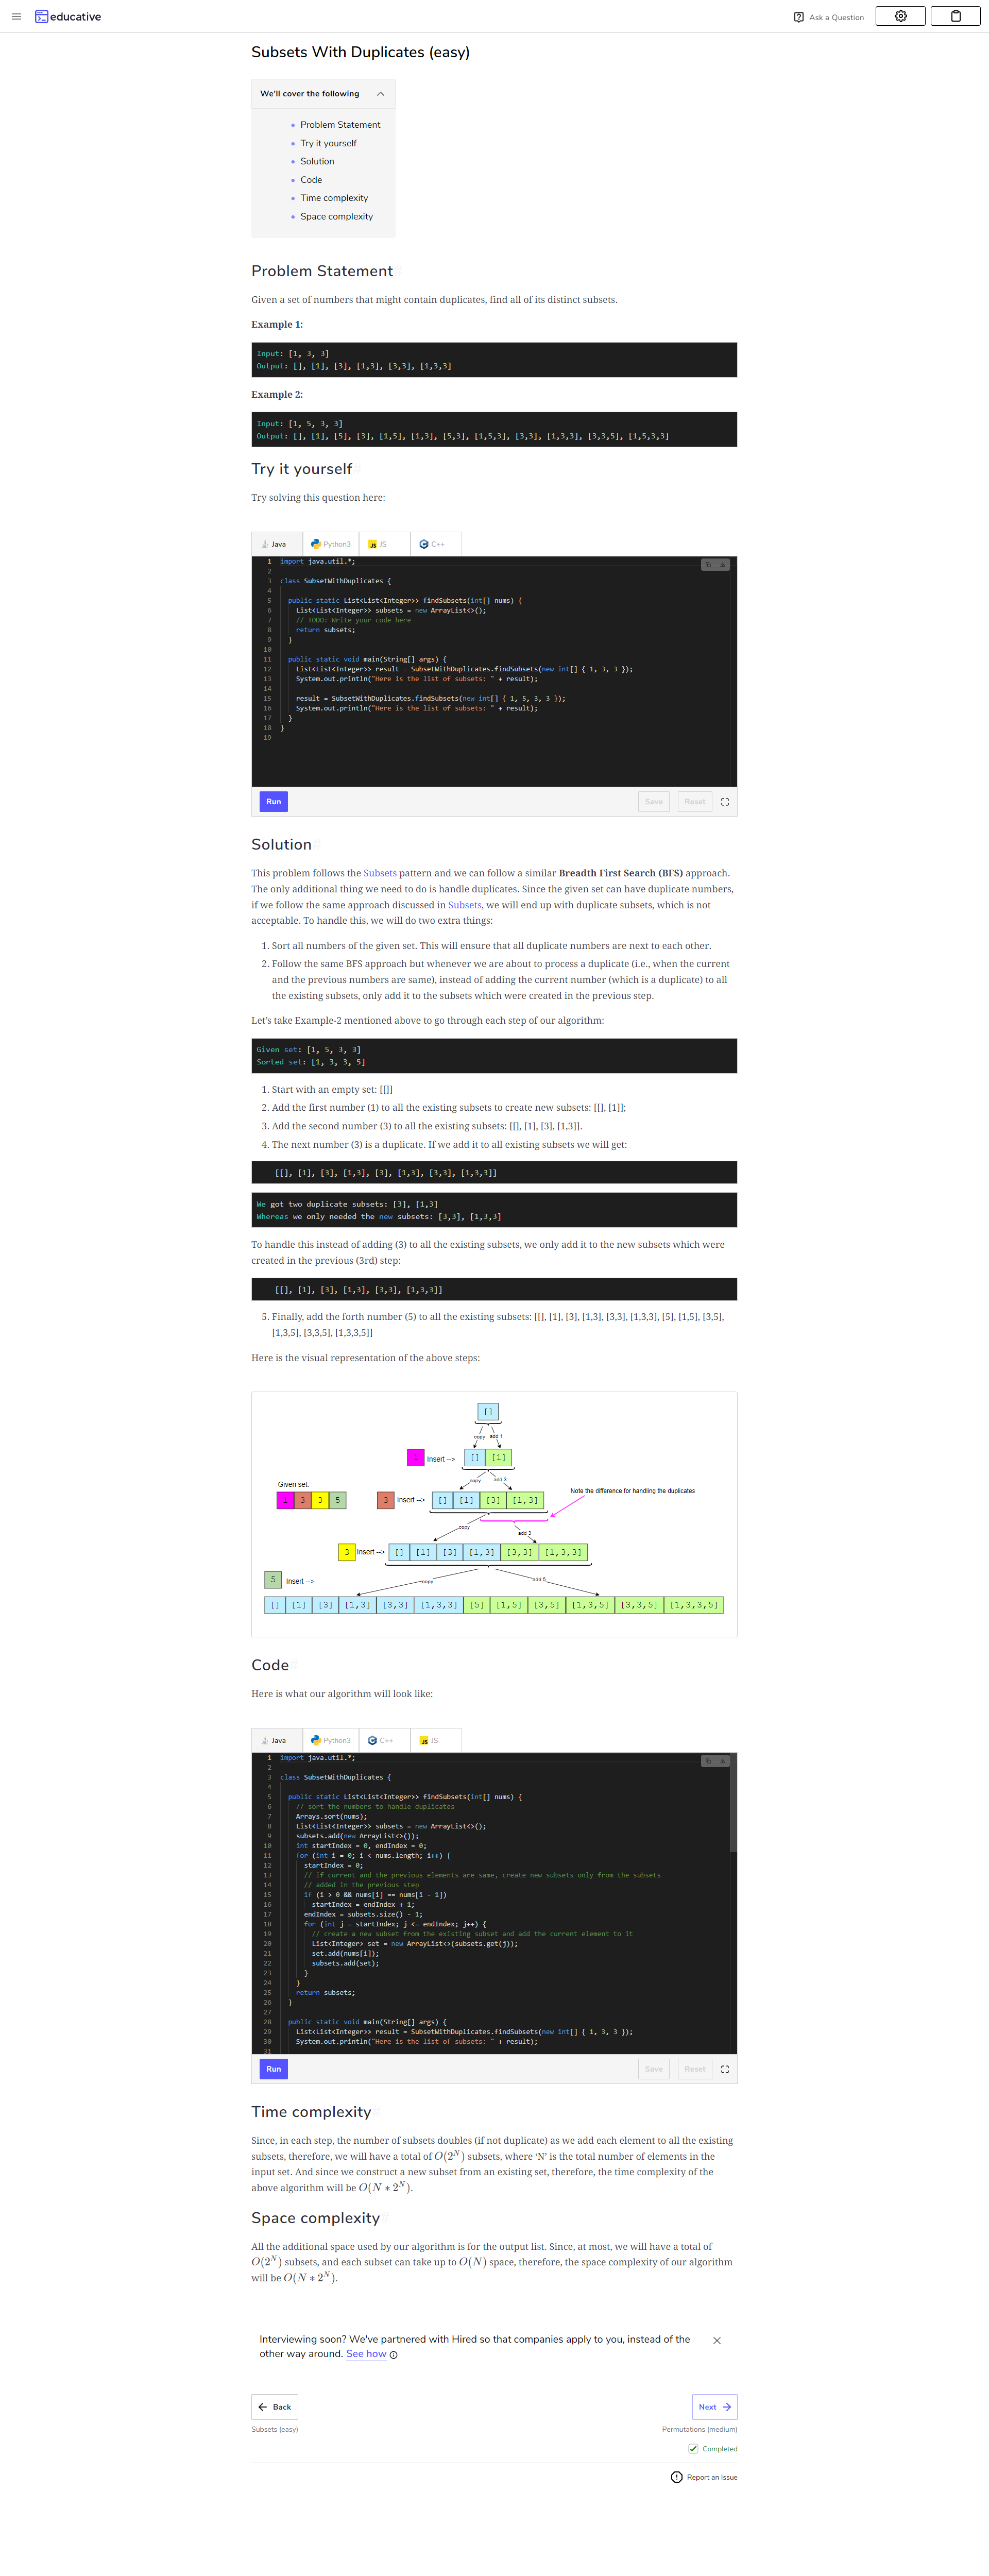 educative
Ask a Question
Subsets With Duplicates (easy)
We'll cover the following
Problem Statement
Try it yourself
Solution
Code
Time complexity
Space complexity
Problem Statement
Given a set of numbers that might contain duplicates, find all of its distinct subsets.
Example 1:
Input: [1, 3, 3]
Output: [], [1], [3], [1,3], [3,3], [1,3,3]
Example 2:
Input: [1, 5, 3, 3]
Output: [], [1], [5], [3], [1,5], [1,3], [5,3], [1,5,3], [3,3], [1,3,3], [3,3,5], [1,5,3,3]
Try it yourself
Try solving this question here:
Java Python3 JS C++
1 import java.util.*;
2
3 class SubsetWithDuplicates {
4
5 public static List<List<Integer>> findSubsets(int[] nums) {
6 List<List<Integer>> subsets = new ArrayList<>();
7 // TODO: Write your code here
8 return subsets;
9 }
10
11 public static void main(String[] args) {
12 List<List<Integer>> result = SubsetWithDuplicates.findSubsets(new int[] { 1, 3, 3 });
13 System.out.println("Here is the list of subsets: " + result);
14
15 result = SubsetWithDuplicates.findSubsets(new int[] { 1, 5, 3, 3 });
16 System.out.println("Here is the list of subsets: " + result);
17 }
18 }
19
Run Save Reset
Solution
This problem follows the Subsets pattern and we can follow a similar Breadth First Search (BFS) approach.
The only additional thing we need to do is handle duplicates. Since the given set can have duplicate numbers,
if we follow the same approach discussed in Subsets, we will end up with duplicate subsets, which is not
acceptable. To handle this, we will do two extra things:
1. Sort all numbers of the given set. This will ensure that all duplicate numbers are next to each other.
2. Follow the same BFS approach but whenever we are about to process a duplicate (i.e., when the current
and the previous numbers are same), instead of adding the current number (which is a duplicate) to all
the existing subsets, only add it to the subsets which were created in the previous step.
Let's take Example-2 mentioned above to go through each step of our algorithm:
Given set: [1, 5, 3, 3]
Sorted set: [1, 3, 3, 5]
1. Start with an empty set: [[]]
2. Add the first number (1) to all the existing subsets to create new subsets: [[], [1]];
3. Add the second number (3) to all the existing subsets: [[], [1], [3], [1,3]].
4. The next number (3) is a duplicate. If we add it to all existing subsets we will get:
[[], [1], [3], [1,3], [3], [1,3], [3,3], [1,3,3]]
We got two duplicate subsets: [3], [1,3]
Whereas we only needed the new subsets: [3,3], [1,3,3]
To handle this instead of adding (3) to all the existing subsets, we only add it to the new subsets which were
created in the previous (3rd) step:
[[], [1], [3], [1,3], [3,3], [1,3,3]]
5. Finally, add the forth number (5) to all the existing subsets: [[], [1], [3], [1,3], [3,3], [1,3,3], [5], [1,5], [3,5],
[1,3,5], [3,3,5], [1,3,3,5]]
Here is the visual representation of the above steps:
[]
copy add 1
1 Insert --> [] [1]
copy add 3
Given set:
1 3 3 5
3 Insert --> [] [1] [3] [1,3]
Note the difference for handling the duplicates
copy add 3
3 Insert --> [] [1] [3] [1,3] [3,3] [1,3,3]
5 Insert -->
copy add 5
[] [1] [3] [1,3] [3,3] [1,3,3] [5] [1,5] [3,5] [1,3,5] [3,3,5] [1,3,3,5]
Code
Here is what our algorithm will look like:
Java Python3 C++ JS
1 import java.util.*;
2
3 class SubsetWithDuplicates {
4
5 public static List<List<Integer>> findSubsets(int[] nums) {
6 // sort the numbers to handle duplicates
7 Arrays.sort(nums);
8 List<List<Integer>> subsets = new ArrayList<>();
9 subsets.add(new ArrayList<>());
10 int startIndex = 0, endIndex = 0;
11 for (int i = 0; i < nums.length; i++) {
12 startIndex = 0;
13 // if current and the previous elements are same, create new subsets only from the subsets
14 // added in the previous step
15 if (i > 0 && nums[i] == nums[i - 1])
16 startIndex = endIndex + 1;
17 endIndex = subsets.size() - 1;
18 for (int j = startIndex; j <= endIndex; j++) {
19 // create a new subset from the existing subset and add the current element to it
20 List<Integer> set = new ArrayList<>(subsets.get(j));
21 set.add(nums[i]);
22 subsets.add(set);
23 }
24 }
25 return subsets;
26 }
27
28 public static void main(String[] args) {
29 List<List<Integer>> result = SubsetWithDuplicates.findSubsets(new int[] { 1, 3, 3 });
30 System.out.println("Here is the list of subsets: " + result);
31
Run Save Reset
Time complexity
Since, in each step, the number of subsets doubles (if not duplicate) as we add each element to all the existing
subsets, therefore, we will have a total of O(2^N) subsets, where ‘N’ is the total number of elements in the
input set. And since we construct a new subset from an existing set, therefore, the time complexity of the
above algorithm will be O(N ∗ 2^N).
Space complexity
All the additional space used by our algorithm is for the output list. Since, at most, we will have a total of
O(2^N) subsets, and each subset can take up to O(N) space, therefore, the space complexity of our algorithm
will be O(N ∗ 2^N).
Interviewing soon? We've partnered with Hired so that companies apply to you, instead of the
other way around. See how
Back Next
Subsets (easy) Permutations (medium)
Completed
Report an Issue